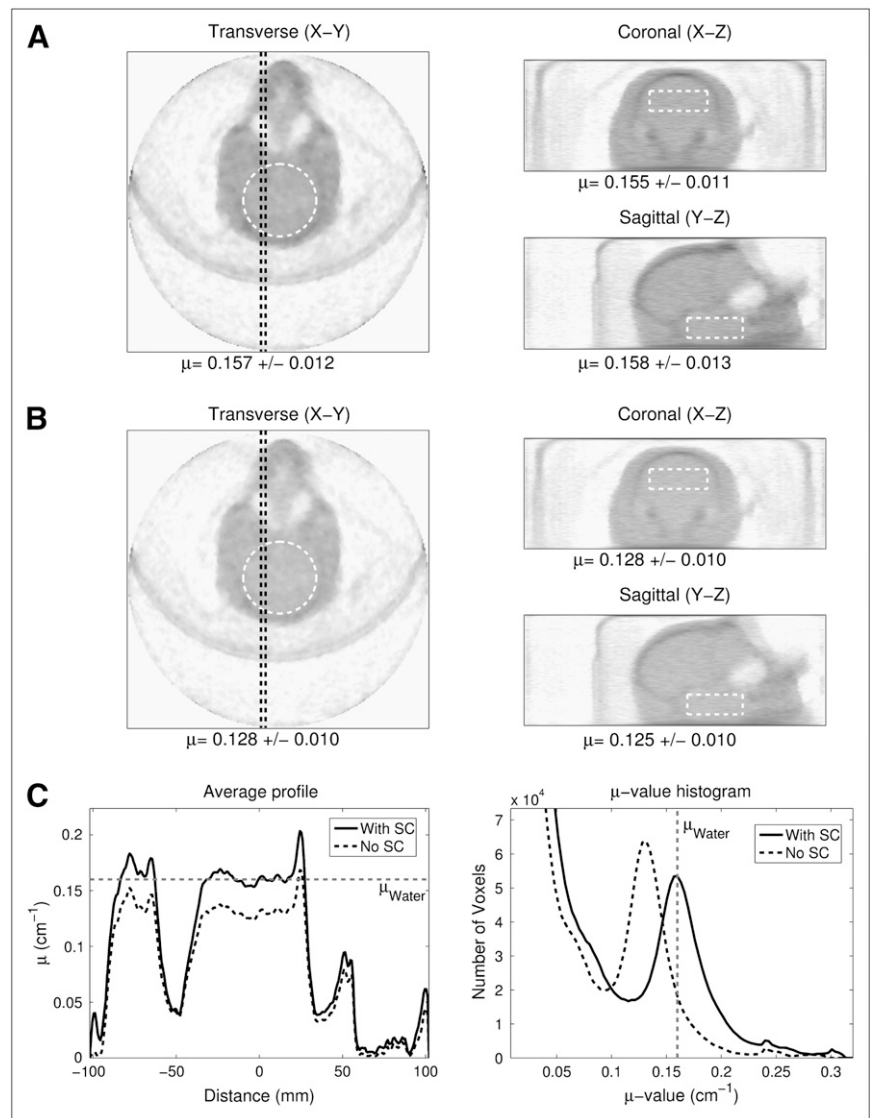 A
Transverse (X−Y)
μ= 0.157 +/− 0.012
Coronal (X−Z)
μ= 0.155 +/− 0.011
Sagittal (Y−Z)
μ= 0.158 +/− 0.013
B
Transverse (X−Y)
μ= 0.128 +/− 0.010
Coronal (X−Z)
μ= 0.128 +/− 0.010
Sagittal (Y−Z)
μ= 0.125 +/− 0.010
C
Average profile
With SC
No SC
μWater
0.2
0.15
0.1
0.05
0
μ (cm⁻¹)
−100 −50 0 50 100
Distance (mm)
μ−value histogram
x 10⁴
With SC
No SC
μWater
7
6
5
4
3
2
1
0
Number of Voxels
0.05 0.1 0.15 0.2 0.25 0.3
μ−value (cm⁻¹)